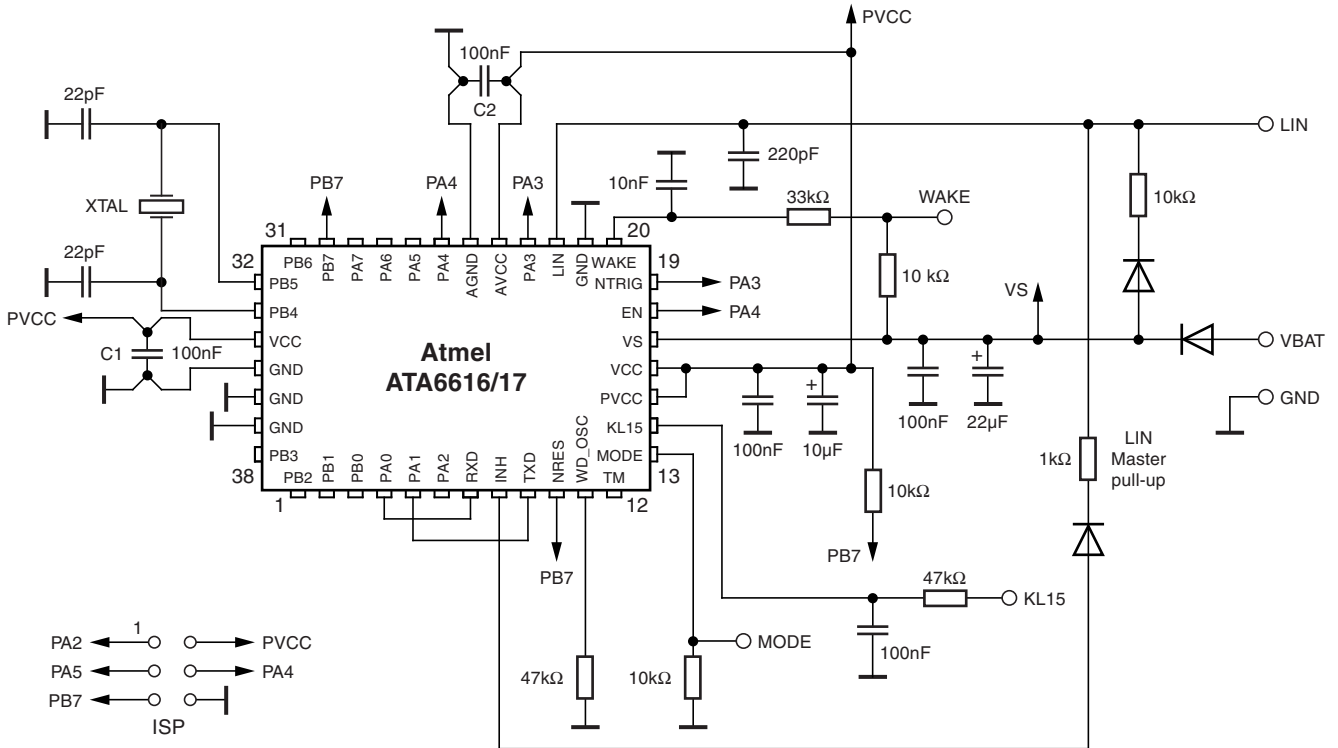 PVCC
100nF
22pF
C2
LIN
220pF
PB7
PA4
PA3
10nF
33kΩ
WAKE
10kΩ
XTAL
31
20
22pF
32
PB6
PB7
PA7
PA6
PA5
PA4
AGND
AVCC
PA3
LIN
GND
WAKE
19
PB5
NTRIG
PA3
10 kΩ
PB4
EN
PA4
VS
PVCC
VCC
VS
VBAT
C1
100nF
Atmel
ATA6616/17
GND
VCC
GND
PVCC
GND
GND
KL15
100nF
10µF
+
100nF
22µF
+
PB3
MODE
38
13
PB2
PB1
PB0
PA0
PA1
PA2
RXD
INH
TXD
NRES
WD_OSC
TM
1
12
1kΩ
LIN
Master
pull-up
10kΩ
PB7
PB7
47kΩ
KL15
100nF
MODE
47kΩ
10kΩ
1
PA2
PVCC
PA5
PA4
PB7
ISP